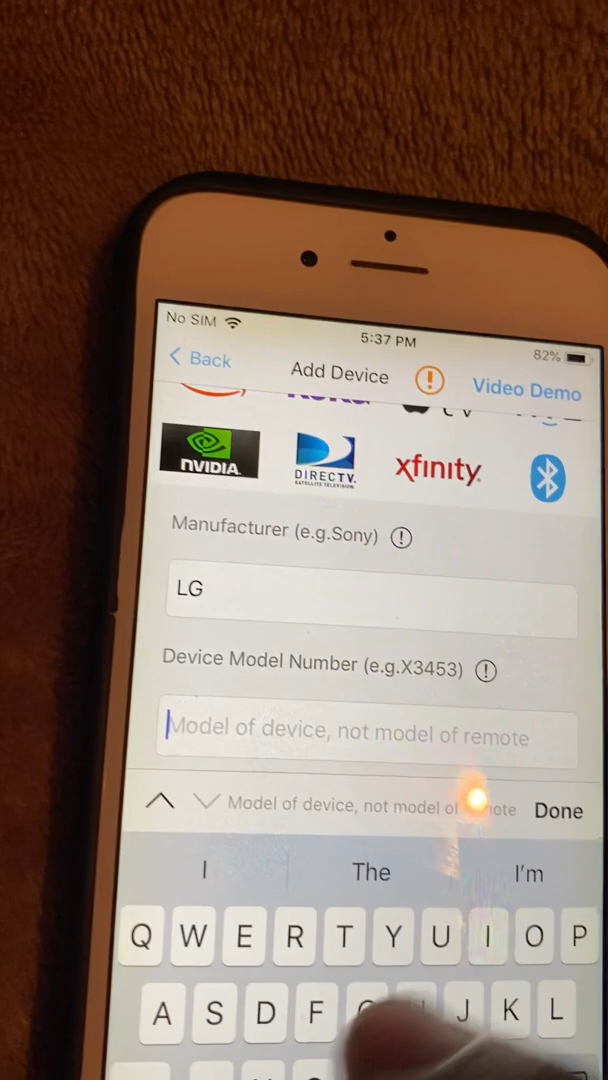 No SIM
5:37 PM
82%
Back
Add Device
!
Video Demo
tv
NVIDIA
DIRECTV
SATELLITE TELEVISION
xfinity
Manufacturer (e.g.Sony) !
LG
Device Model Number (e.g.X3453) !
Model of device, not model of remote
Model of device, not model of
Done
I
The
I'm
Q W E R T Y U I O P
A S D F J K L